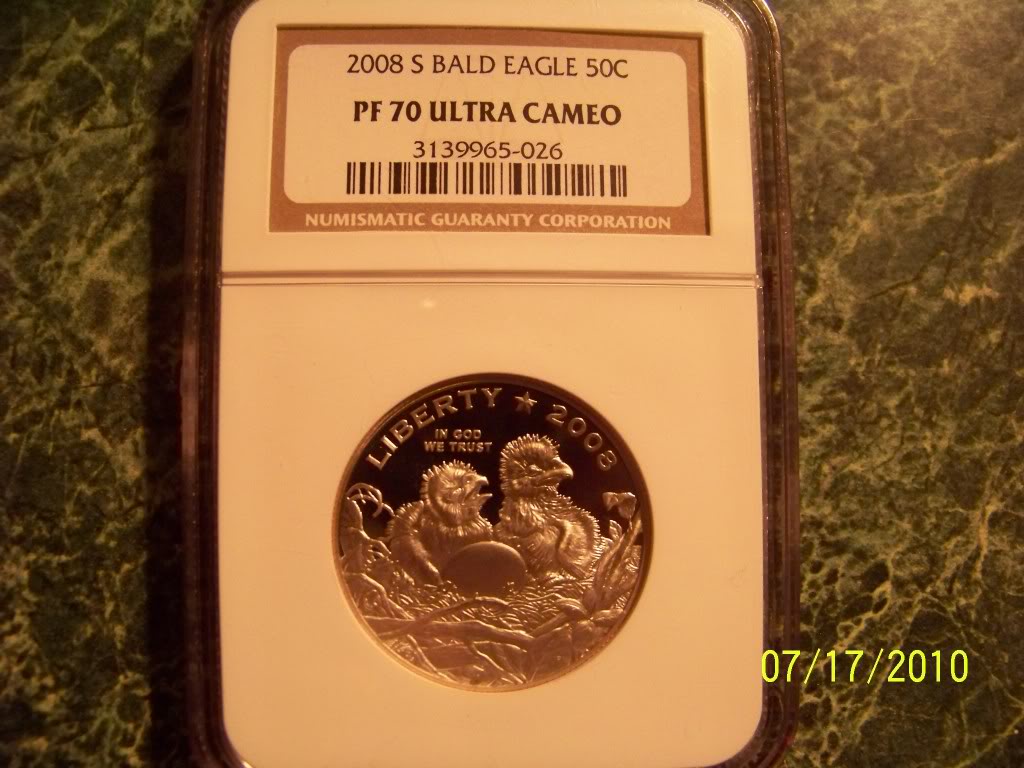 2008 S BALD EAGLE 50C
PF 70 ULTRA CAMEO
3139965-026
NUMISMATIC GUARANTY CORPORATION
LIBERTY ★ 2008
IN GOD
WE TRUST
07/17/2010